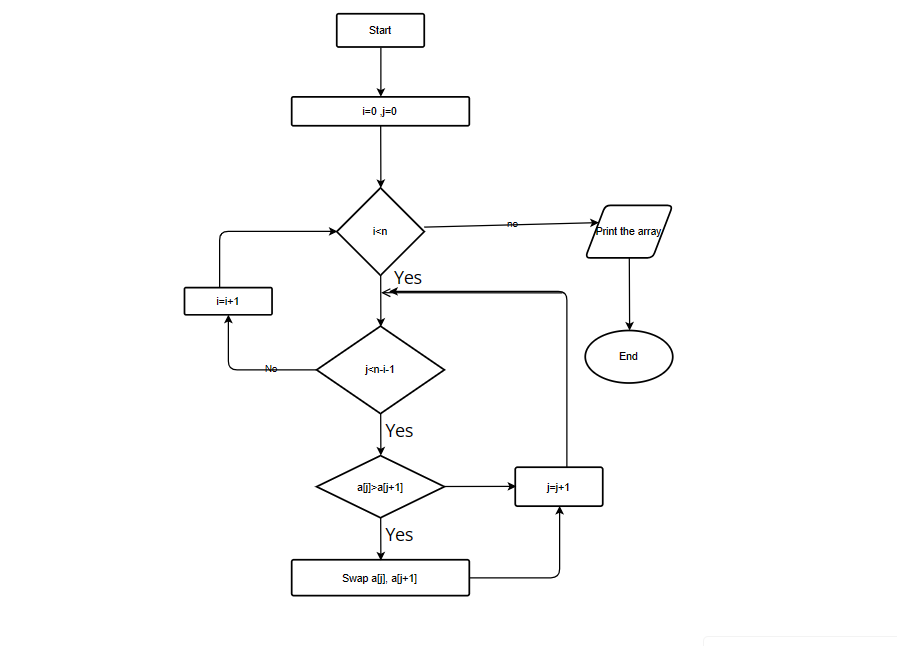 Start
i=0 ,j=0
i<n
no
Print the array
Yes
i=i+1
j<n-i-1
No
End
Yes
a[j]>a[j+1]
j=j+1
Yes
Swap a[j], a[j+1]